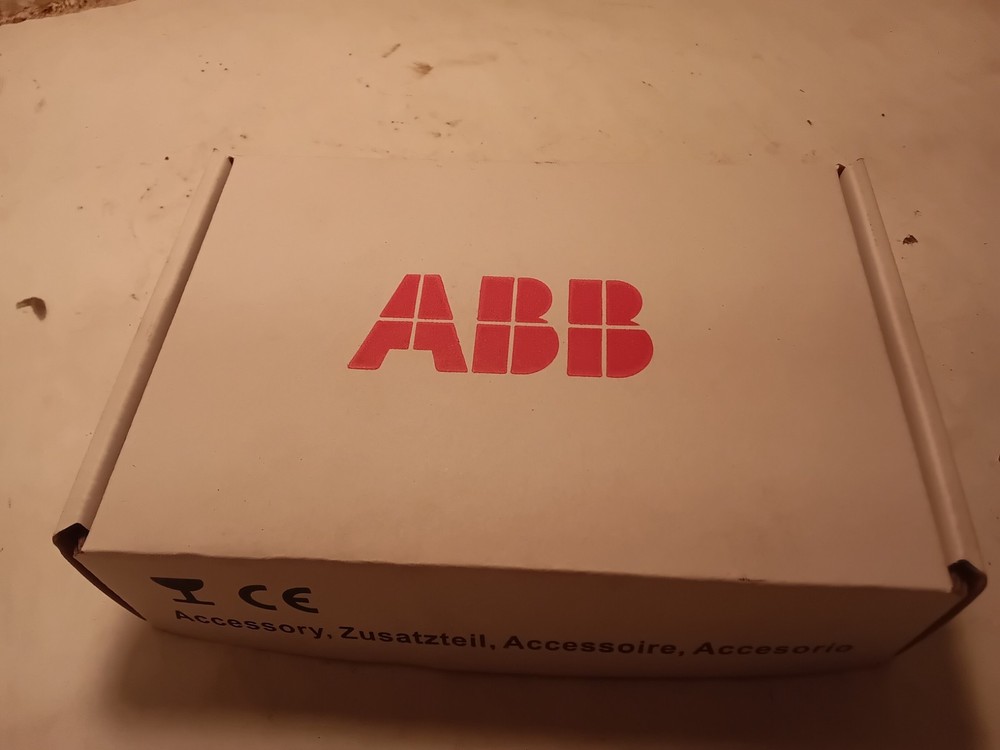 ABB
CE
Accessory, Zusatzteil, Accessoire, Accesorio